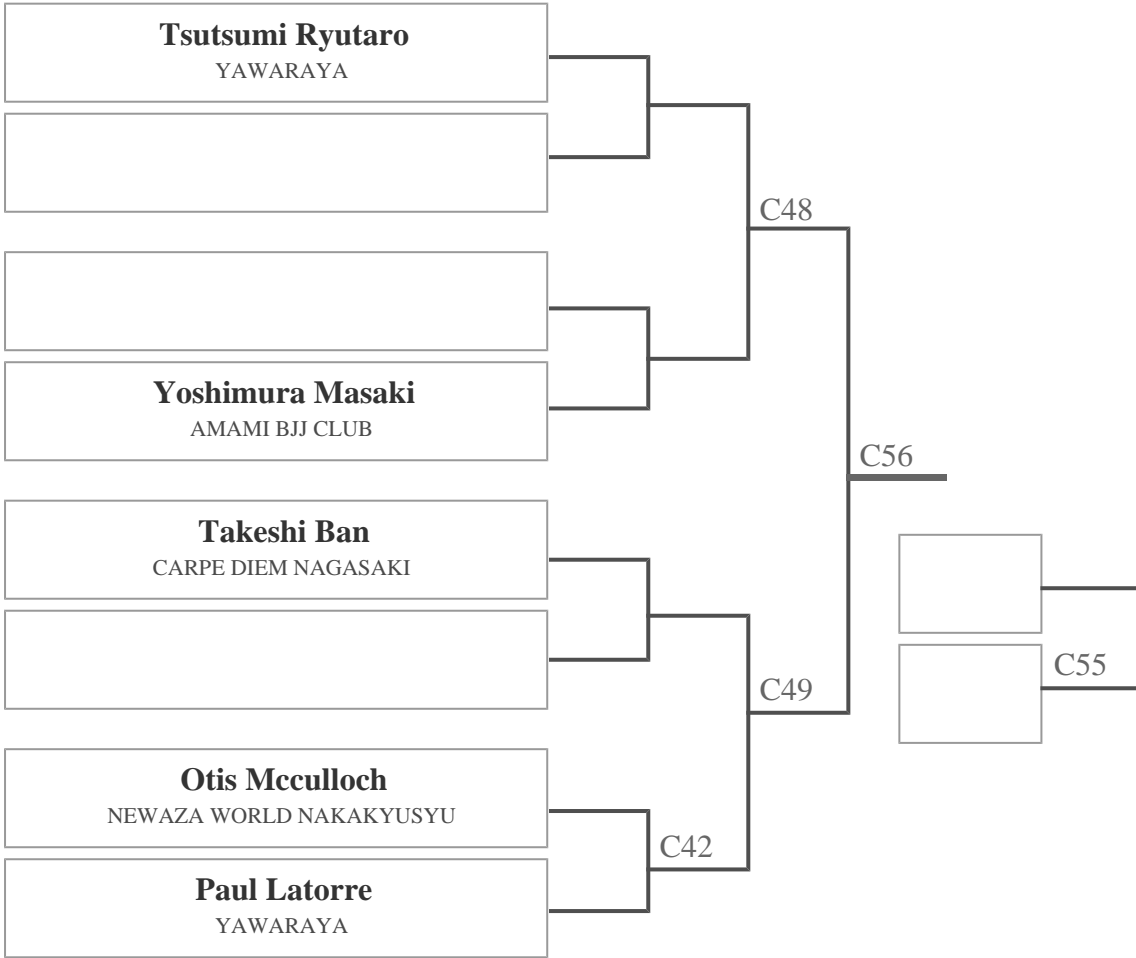 Tsutsumi Ryutaro
YAWARAYA
C48
Yoshimura Masaki
AMAMI BJJ CLUB
C56
Takeshi Ban
CARPE DIEM NAGASAKI
C55
C49
Otis Mcculloch
NEWAZA WORLD NAKAKYUSYU
C42
Paul Latorre
YAWARAYA